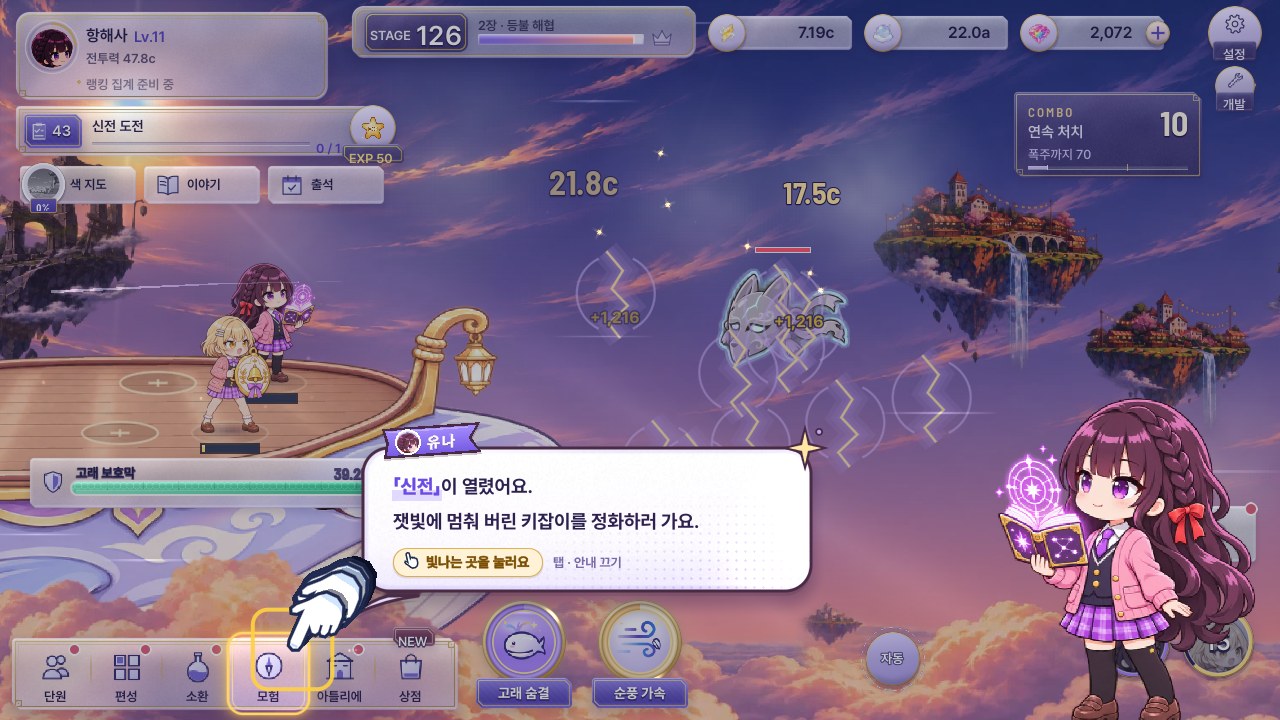 항해사 Lv.11
전투력 47.8c
* 랭킹 집계 준비 중
STAGE 126
2장 · 등불 해협
7.19c
22.0a
2,072
설정
개발
43
신전 도전
0 / 1
EXP 50
색 지도
0%
이야기
출석
COMBO
연속 처치
10
폭주까지 70
21.8c
17.5c
+1,216
+1,216
고래 보호막
39.2
유나
「신전」이 열렸어요.
잿빛에 멈춰 버린 키잡이를 정화하러 가요.
빛나는 곳을 눌러요
탭 · 안내 끄기
단원
편성
소환
모험
아틀리에
NEW
상점
고래 숨결
순풍 가속
자동